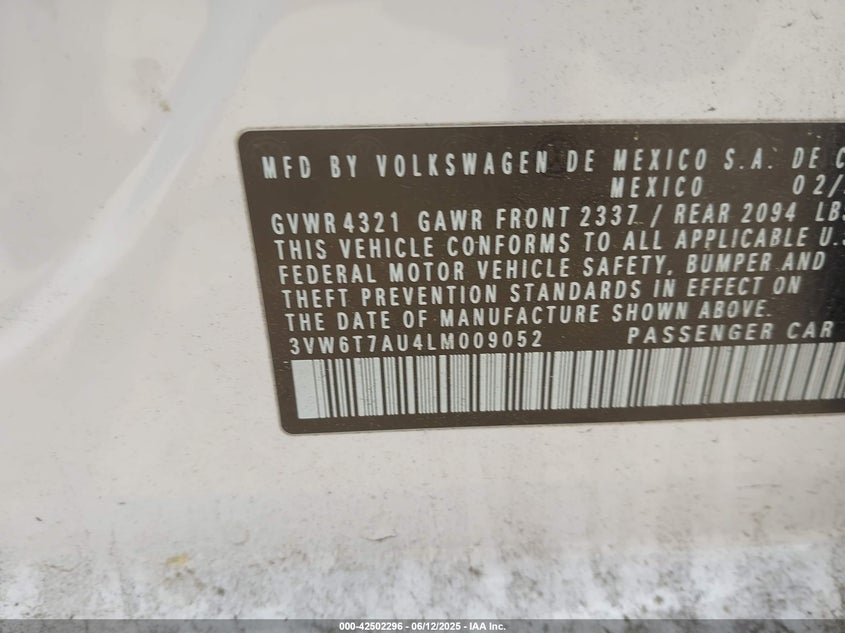 MFD BY VOLKSWAGEN DE MEXICO S.A. DE C
MEXICO 02/
GVWR 4321 GAWR FRONT 2337 / REAR 2094 LBS
THIS VEHICLE CONFORMS TO ALL APPLICABLE U.S
FEDERAL MOTOR VEHICLE SAFETY, BUMPER AND
THEFT PREVENTION STANDARDS IN EFFECT ON
THE DATE OF MANUFACTURE SHOWN ABOVE.
3VW6T7AU4LM009052 PASSENGER CAR
000-42502296 - 06/12/2025 - IAA Inc.